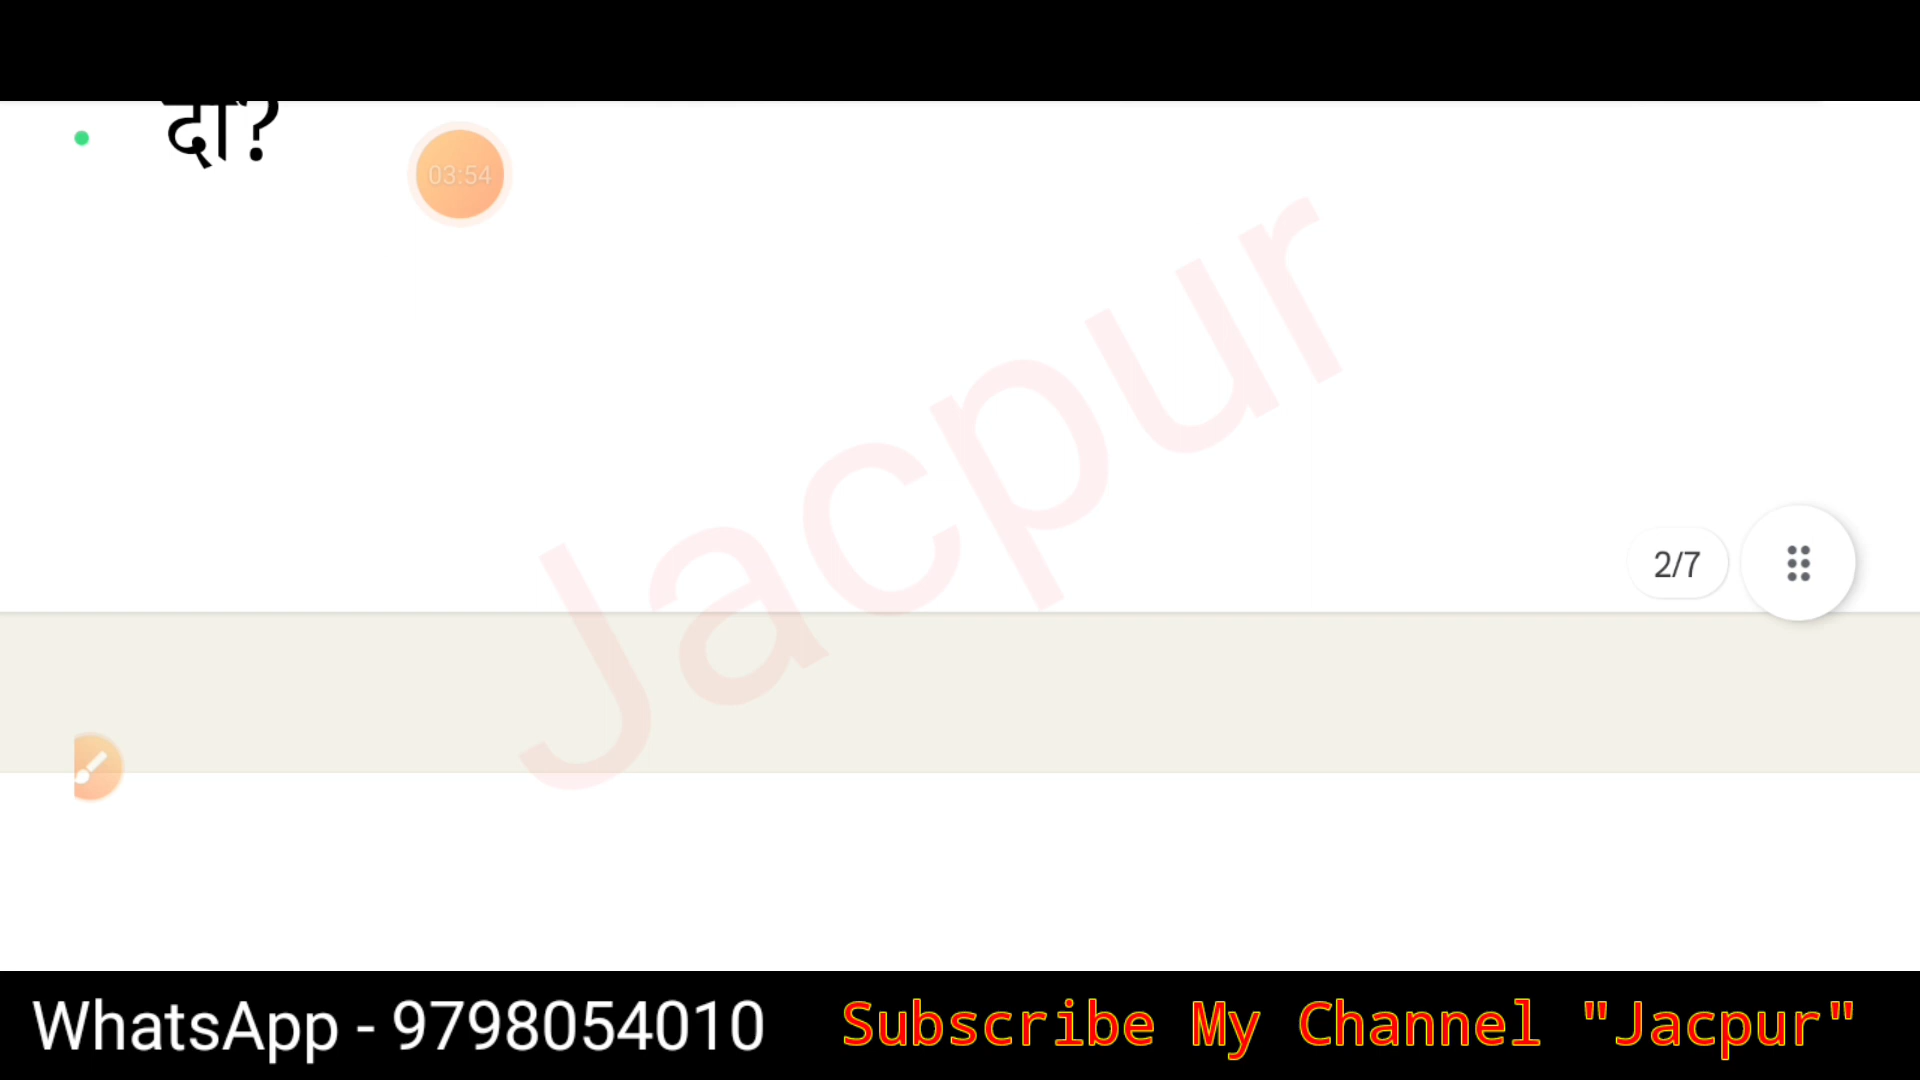 03:54
Jacpur
2/7
WhatsApp - 9798054010
Subscribe My Channel "Jacpur"